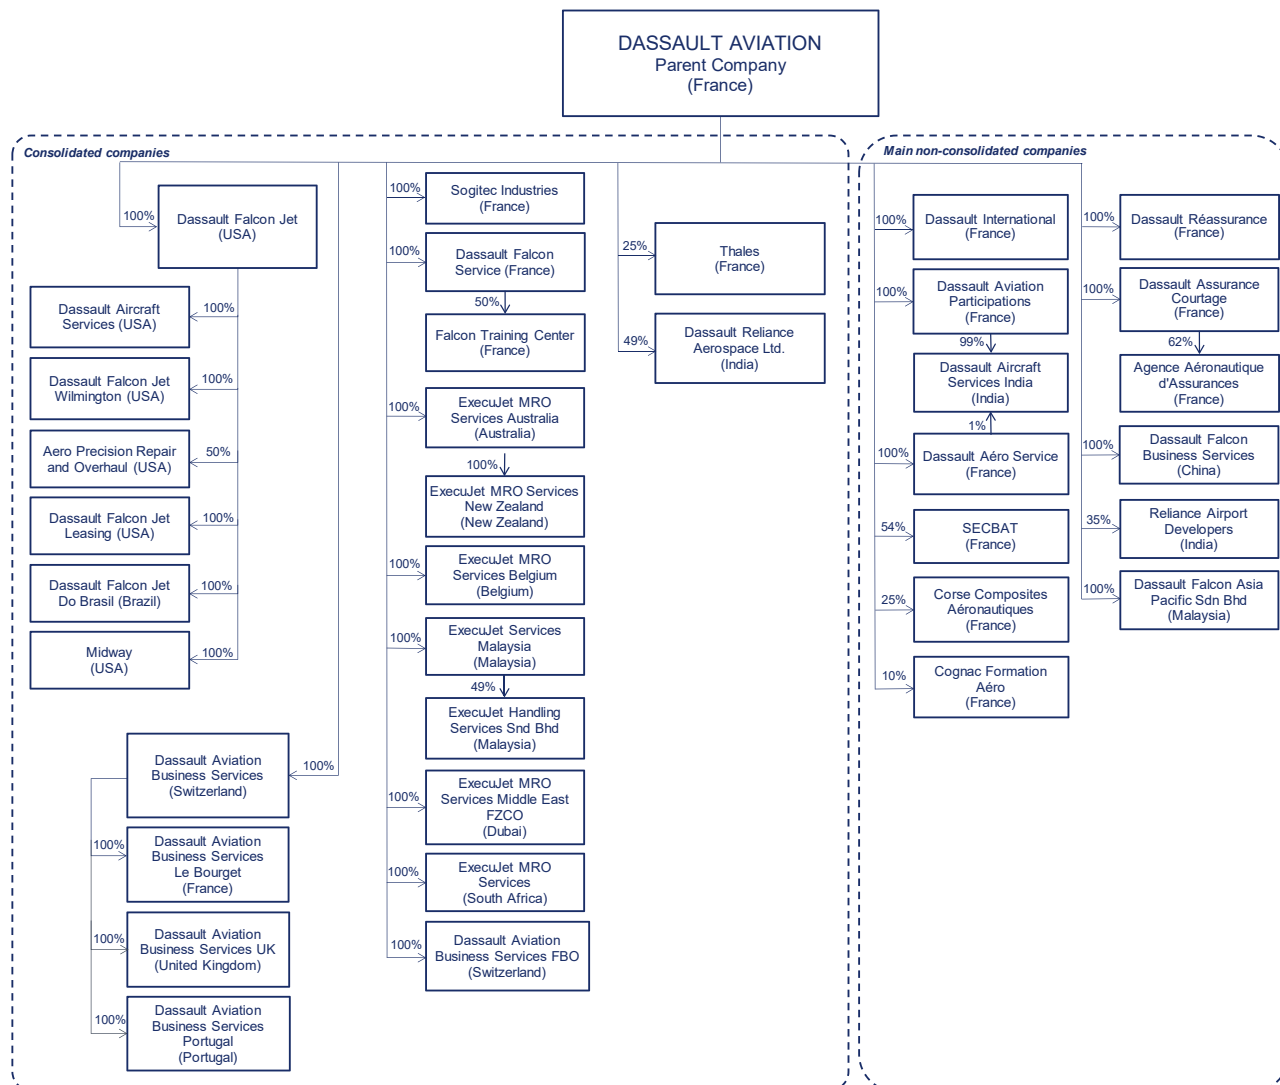 DASSAULT AVIATION
Parent Company
(France)
Consolidated companies
100%
Dassault Falcon Jet
(USA)
Dassault Aircraft
Services (USA)
100%
Dassault Falcon Jet
Wilmington (USA)
100%
Aero Precision Repair
and Overhaul (USA)
50%
Dassault Falcon Jet
Leasing (USA)
100%
Dassault Falcon Jet
Do Brasil (Brazil)
100%
Midway
(USA)
100%
Dassault Aviation
Business Services
(Switzerland)
100%
100%
Dassault Aviation
Business Services
Le Bourget
(France)
100%
Dassault Aviation
Business Services UK
(United Kingdom)
100%
Dassault Aviation
Business Services
Portugal
(Portugal)
100%
Sogitec Industries
(France)
100%
Dassault Falcon
Service (France)
50%
Falcon Training Center
(France)
100%
ExecuJet MRO
Services Australia
(Australia)
100%
ExecuJet MRO Services
New Zealand
(New Zealand)
100%
ExecuJet MRO
Services Belgium
(Belgium)
100%
ExecuJet Services
Malaysia
(Malaysia)
49%
ExecuJet Handling
Services Snd Bhd
(Malaysia)
100%
ExecuJet MRO
Services Middle East
FZCO
(Dubai)
100%
ExecuJet MRO
Services
(South Africa)
100%
Dassault Aviation
Business Services FBO
(Switzerland)
25%
Thales
(France)
49%
Dassault Reliance
Aerospace Ltd.
(India)
Main non-consolidated companies
100%
Dassault International
(France)
100%
Dassault Aviation
Participations
(France)
99%
Dassault Aircraft
Services India
(India)
1%
100%
Dassault Aéro Service
(France)
54%
SECBAT
(France)
25%
Corse Composites
Aéronautiques
(France)
10%
Cognac Formation
Aéro
(France)
100%
Dassault Réassurance
(France)
100%
Dassault Assurance
Courtage
(France)
62%
Agence Aéronautique
d'Assurances
(France)
100%
Dassault Falcon
Business Services
(China)
35%
Reliance Airport
Developers
(India)
100%
Dassault Falcon Asia
Pacific Sdn Bhd
(Malaysia)